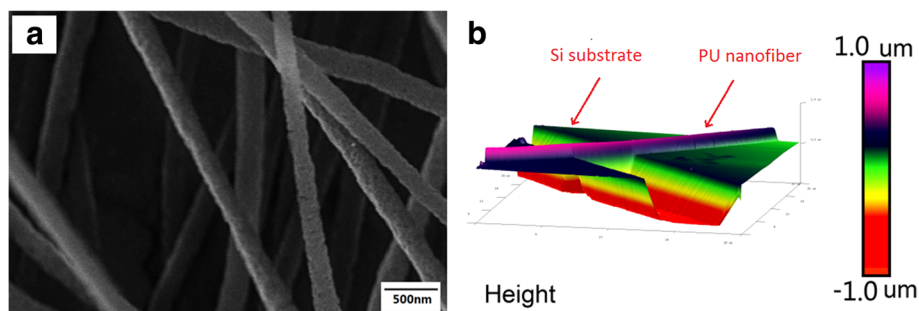 a
500nm
b
Si substrate
PU nanofiber
1.0 um
-1.0 um
Height